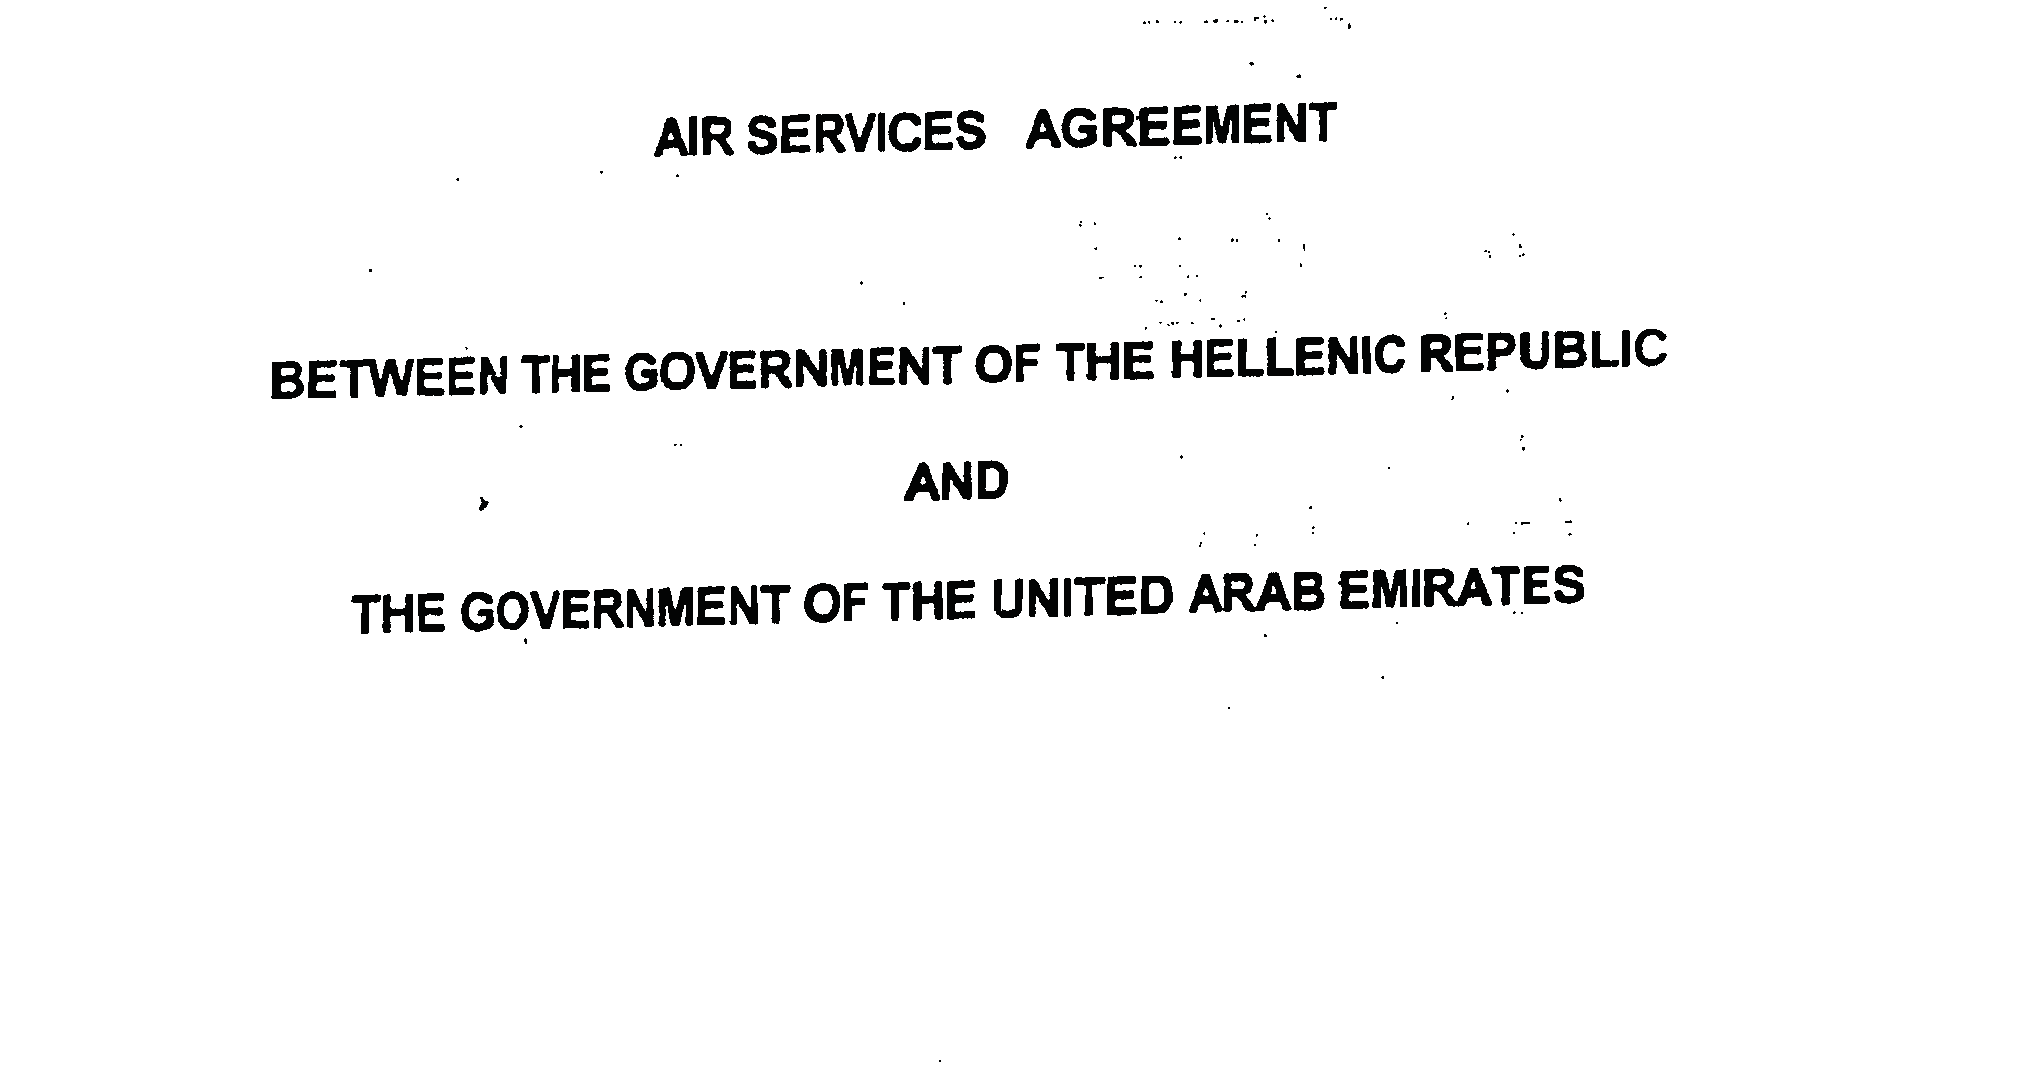 AIR SERVICES AGREEMENT
BETWEEN THE GOVERNMENT OF THE HELLENIC REPUBLIC
AND
THE GOVERNMENT OF THE UNITED ARAB EMIRATES